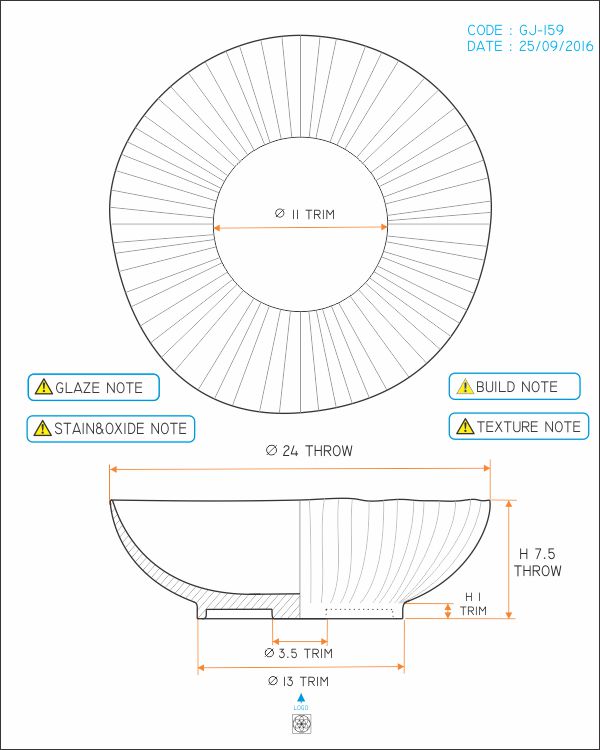 CODE : GJ-159
DATE : 25/09/2016
Ø 11 TRIM
GLAZE NOTE
BUILD NOTE
STAIN&OXIDE NOTE
TEXTURE NOTE
Ø 24 THROW
H 7.5
THROW
H 1
TRIM
Ø 3.5 TRIM
Ø 13 TRIM
LOGO